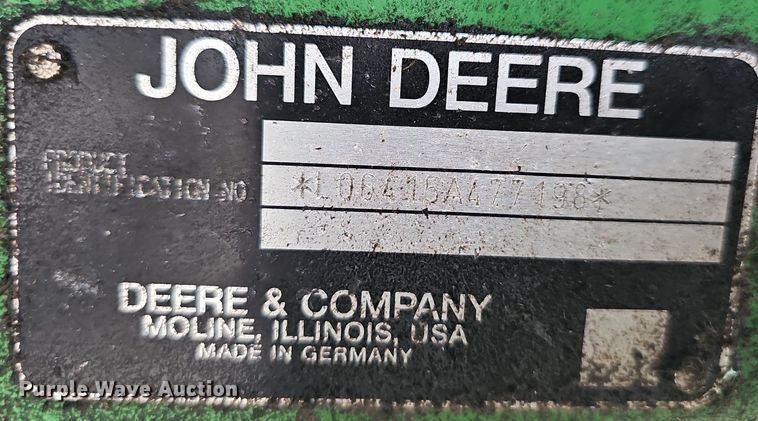 JOHN DEERE
PRODUCT
IDENTIFICATION NO.
*L06415A477198*
DEERE & COMPANY
MOLINE, ILLINOIS, USA
MADE IN GERMANY
Purple Wave Auction